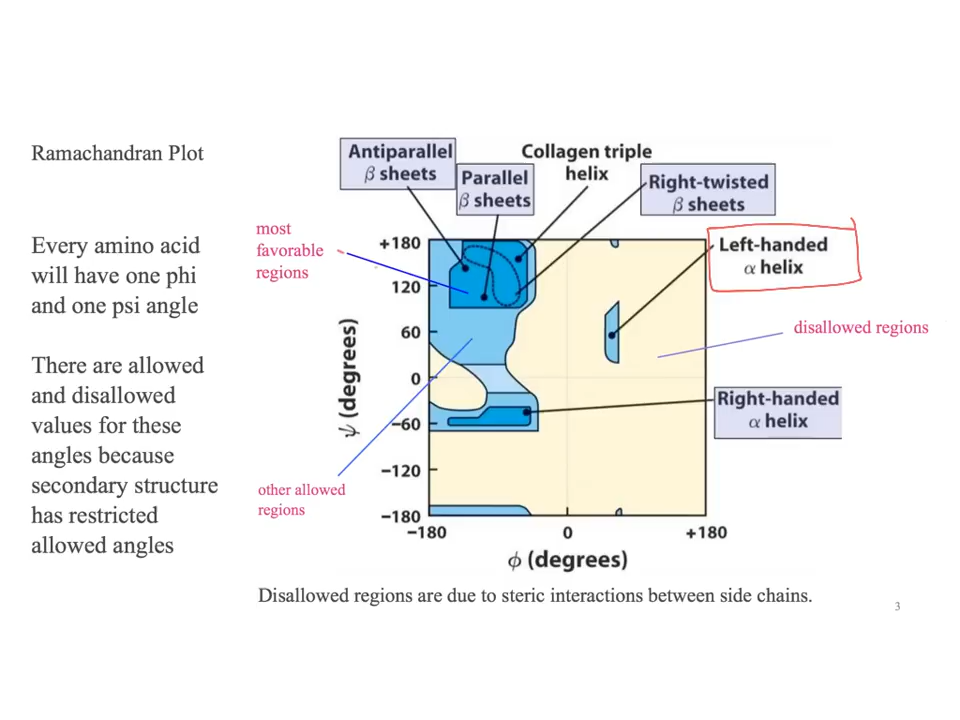 Ramachandran Plot
Every amino acid
will have one phi
and one psi angle
There are allowed
and disallowed
values for these
angles because
secondary structure
has restricted
allowed angles
Antiparallel
β sheets
Parallel
β sheets
Collagen triple
helix
Right-twisted
β sheets
most
favorable
regions
Left-handed
α helix
disallowed regions
Right-handed
α helix
other allowed
regions
+180
120
60
0
−60
−120
−180
ψ (degrees)
−180
0
+180
ϕ (degrees)
Disallowed regions are due to steric interactions between side chains.
3